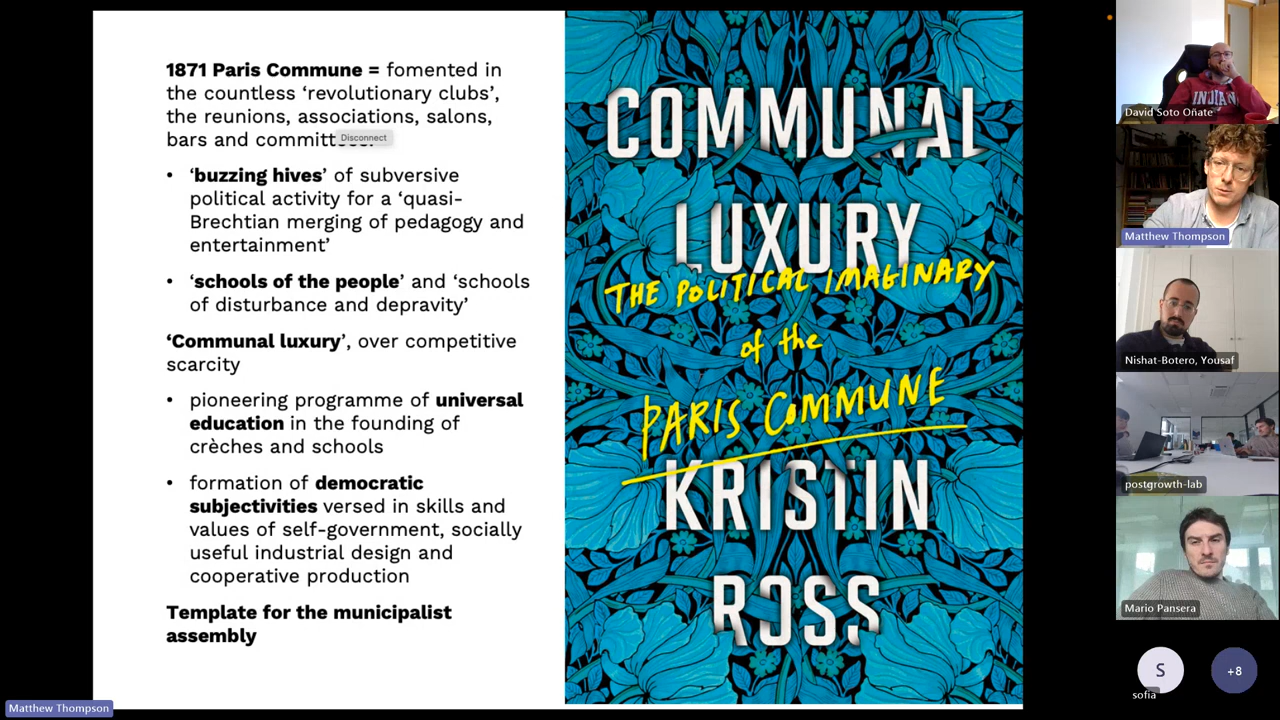 1871 Paris Commune = fomented in
the countless ‘revolutionary clubs’,
the reunions, associations, salons,
bars and
Disconnect
• ‘buzzing hives’ of subversive
political activity for a ‘quasi-
Brechtian merging of pedagogy and
entertainment’
• ‘schools of the people’ and ‘schools
of disturbance and depravity’
‘Communal luxury’, over competitive
scarcity
• pioneering programme of universal
education in the founding of
crèches and schools
• formation of democratic
subjectivities versed in skills and
values of self-government, socially
useful industrial design and
cooperative production
Template for the municipalist
assembly
COMMUNAL
LUXURY
THE POLITICAL IMAGINARY
of the
PARIS COMMUNE
KRISTIN
ROSS
INDIAN
David Soto Oñate
Matthew Thompson
Nishat-Botero, Yousaf
postgrowth-lab
Mario Pansera
S
sofia
+8
Matthew Thompson